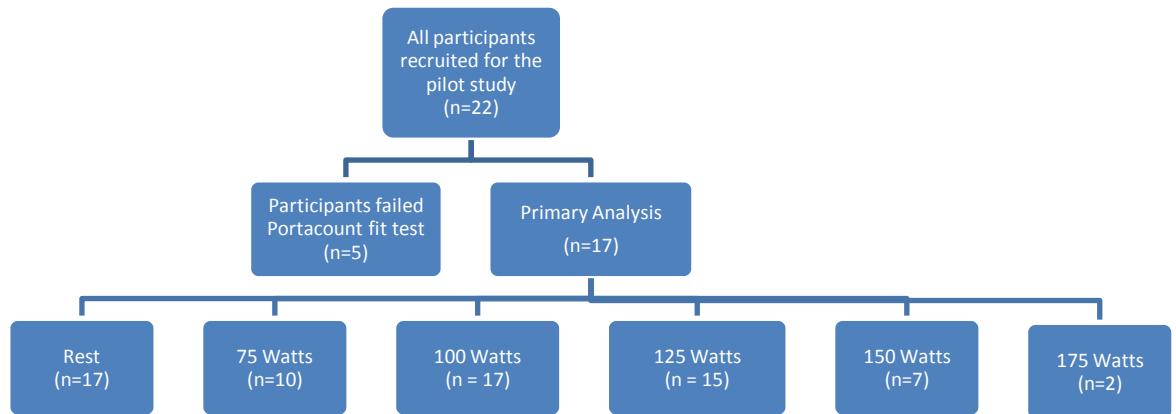 All participants
recruited for the
pilot study
(n=22)
Participants failed
Portacount fit test
(n=5)
Primary Analysis
(n=17)
Rest
(n=17)
75 Watts
(n=10)
100 Watts
(n = 17)
125 Watts
(n = 15)
150 Watts
(n=7)
175 Watts
(n=2)